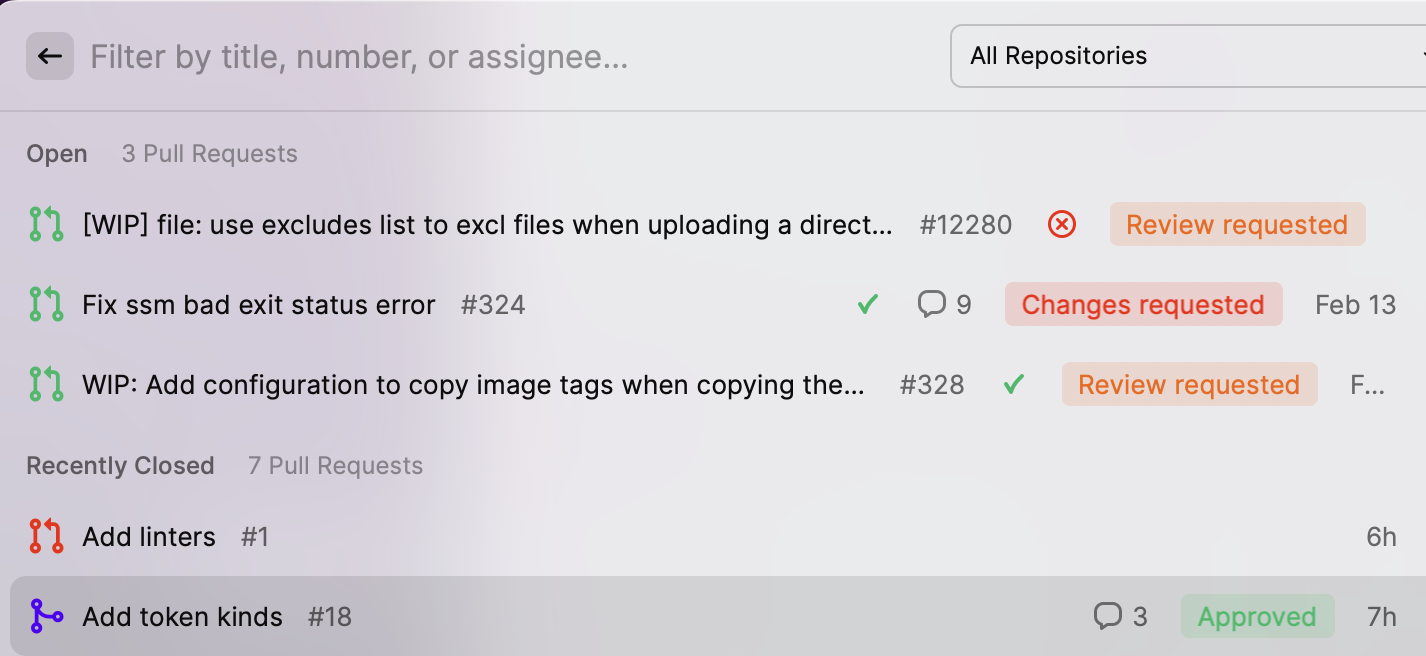 Filter by title, number, or assignee...
All Repositories
Open 3 Pull Requests
[WIP] file: use excludes list to excl files when uploading a direct... #12280 Review requested
Fix ssm bad exit status error #324 9 Changes requested Feb 13
WIP: Add configuration to copy image tags when copying the... #328 Review requested F...
Recently Closed 7 Pull Requests
Add linters #1 6h
Add token kinds #18 3 Approved 7h